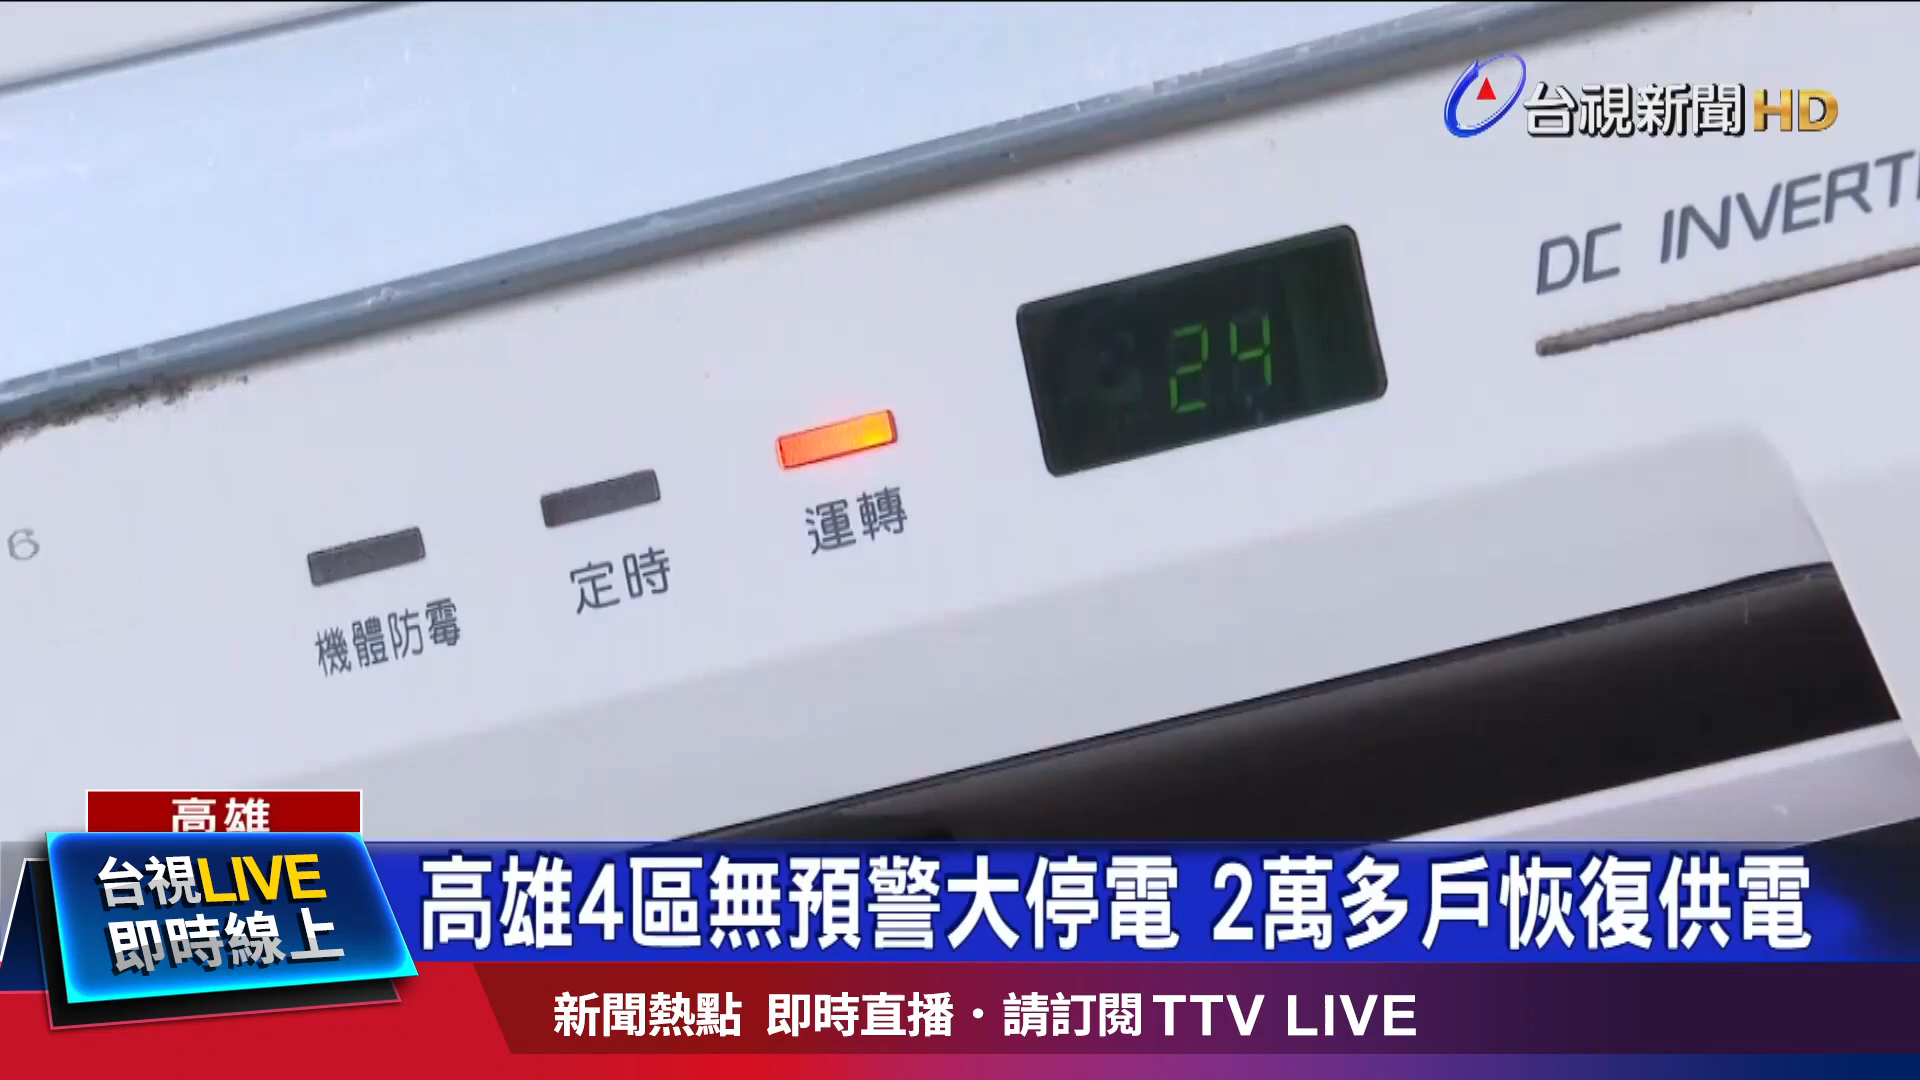 台視新聞HD
DC INVERT
24
6
機體防霉
定時
運轉
高雄
台視LIVE
即時線上
高雄4區無預警大停電 2萬多戶恢復供電
新聞熱點 即時直播·請訂閱TTV LIVE